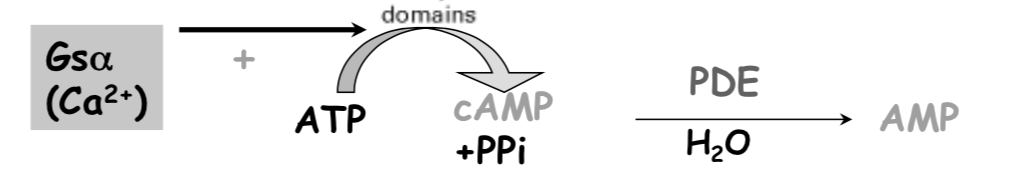 domains
Gsα
(Ca²⁺)
+
ATP
cAMP
+PPi
PDE
H₂O
AMP